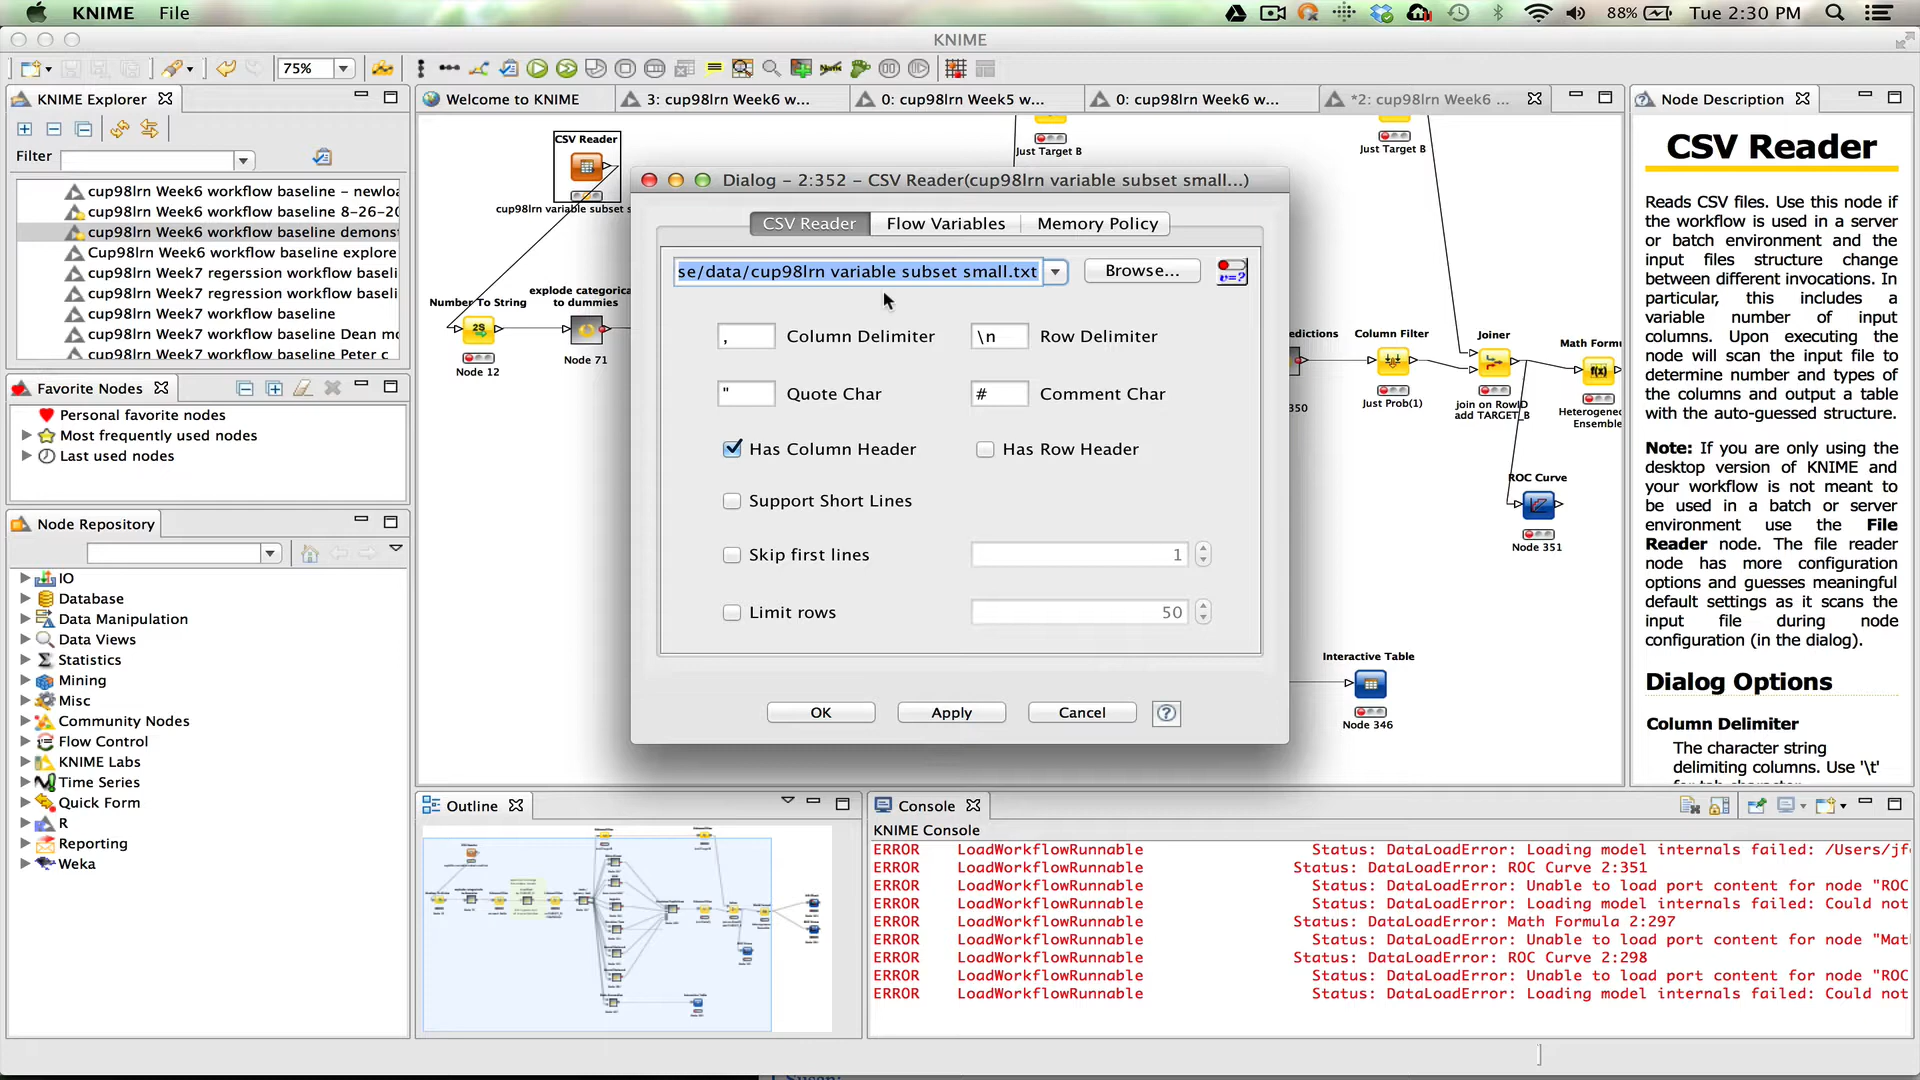 KNIME File
88% Tue 2:30 PM
KNIME
75%
KNIME Explorer
Welcome to KNIME
3: cup98lrn Week6 w...
0: cup98lrn Week5 w...
0: cup98lrn Week6 w...
*2: cup98lrn Week6 ...
Node Description
Filter
cup98lrn Week6 workflow baseline – newloa
cup98lrn Week6 workflow baseline 8-26-20
cup98lrn Week6 workflow baseline demonst
Cup98lrn Week6 workflow baseline explore
cup98lrn Week7 regerssion workflow baseli
cup98lrn Week7 regression workflow baseli
cup98lrn Week7 workflow baseline
cup98lrn Week7 workflow baseline Dean mo
cup98lrn Week7 workflow baseline Peter c
Favorite Nodes
Personal favorite nodes
Most frequently used nodes
Last used nodes
Node Repository
IO
Database
Data Manipulation
Data Views
Statistics
Mining
Misc
Community Nodes
Flow Control
KNIME Labs
Time Series
Quick Form
R
Reporting
Weka
CSV Reader
cup98lrn variable subset s
Number To String
Node 12
explode categorica
to dummies
Node 71
Just Target B
Just Target B
edictions
350
Column Filter
Just Prob(1)
Joiner
join on RowID
add TARGET_B
Math Formu
Heterogene
Ensemble
ROC Curve
Node 351
Interactive Table
Node 346
Dialog – 2:352 – CSV Reader(cup98lrn variable subset small...)
CSV Reader
Flow Variables
Memory Policy
se/data/cup98lrn variable subset small.txt
Browse...
v=?
, Column Delimiter
\n Row Delimiter
" Quote Char
# Comment Char
Has Column Header
Has Row Header
Support Short Lines
Skip first lines
1
Limit rows
50
OK
Apply
Cancel
?
CSV Reader
Reads CSV files. Use this node if
the workflow is used in a server
or batch environment and the
input files structure change
between different invocations. In
particular, this includes a
variable number of input
columns. Upon executing the
node will scan the input file to
determine number and types of
the columns and output a table
with the auto-guessed structure.
Note: If you are only using the
desktop version of KNIME and
your workflow is not meant to
be used in a batch or server
environment use the File
Reader node. The file reader
node has more configuration
options and guesses meaningful
default settings as it scans the
input file during node
configuration (in the dialog).
Dialog Options
Column Delimiter
The character string
delimiting columns. Use '\t'
Outline
Console
KNIME Console
ERROR LoadWorkflowRunnable Status: DataLoadError: Loading model internals failed: /Users/jf
ERROR LoadWorkflowRunnable Status: DataLoadError: ROC Curve 2:351
ERROR LoadWorkflowRunnable Status: DataLoadError: Unable to load port content for node "ROC
ERROR LoadWorkflowRunnable Status: DataLoadError: Loading model internals failed: Could not
ERROR LoadWorkflowRunnable Status: DataLoadError: Math Formula 2:297
ERROR LoadWorkflowRunnable Status: DataLoadError: Unable to load port content for node "Mat
ERROR LoadWorkflowRunnable Status: DataLoadError: ROC Curve 2:298
ERROR LoadWorkflowRunnable Status: DataLoadError: Unable to load port content for node "ROC
ERROR LoadWorkflowRunnable Status: DataLoadError: Loading model internals failed: Could not